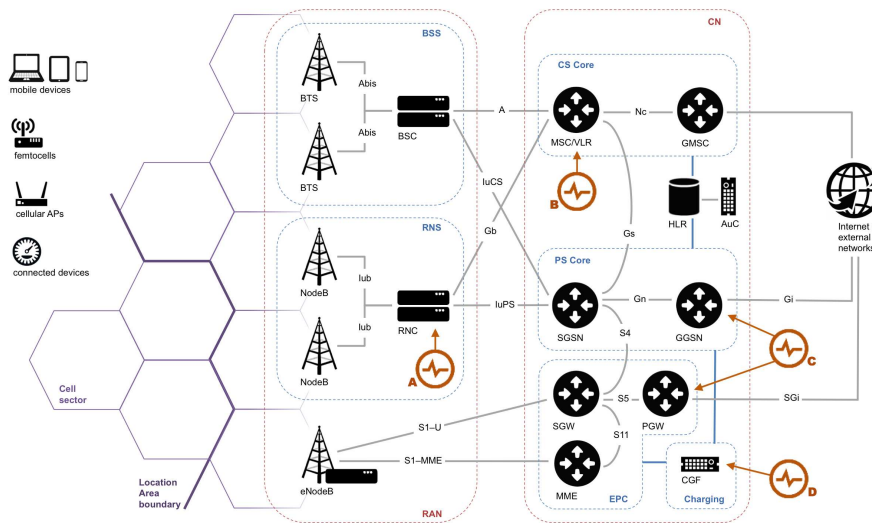 mobile devices
femtocells
cellular APs
connected devices
Cell
sector
Location
Area
boundary
BSS
BTS
BTS
Abis
Abis
BSC
RNS
NodeB
NodeB
Iub
Iub
RNC
A
eNodeB
RAN
A
IuCS
Gb
IuPS
S1–U
S1–MME
CN
CS Core
MSC/VLR
Nc
GMSC
B
Gs
HLR
AuC
PS Core
SGSN
Gn
GGSN
Gi
S4
C
SGW
S5
PGW
SGi
S11
MME
EPC
CGF
Charging
D
Internet
external
networks